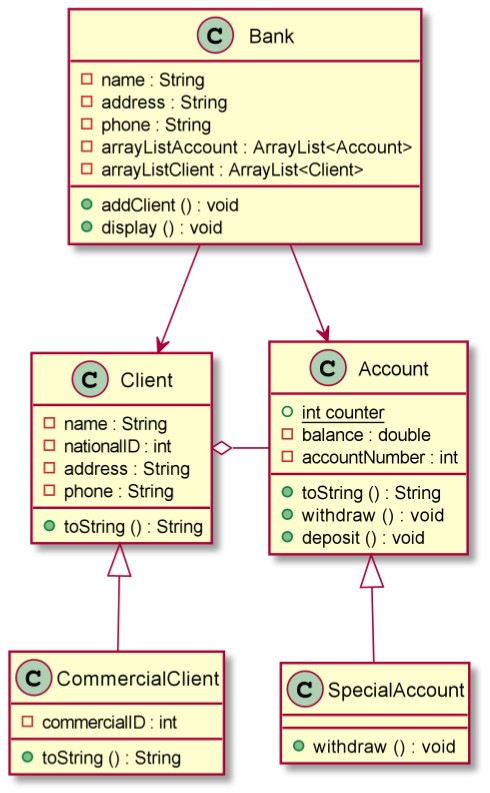 C Bank
name : String
address : String
phone : String
arrayListAccount : ArrayList<Account>
arrayListClient : ArrayList<Client>
addClient () : void
display () : void
C Client
name : String
nationalID : int
address : String
phone : String
toString () : String
C Account
int counter
balance : double
accountNumber : int
toString () : String
withdraw () : void
deposit () : void
C CommercialClient
commercialID : int
toString () : String
C SpecialAccount
withdraw () : void